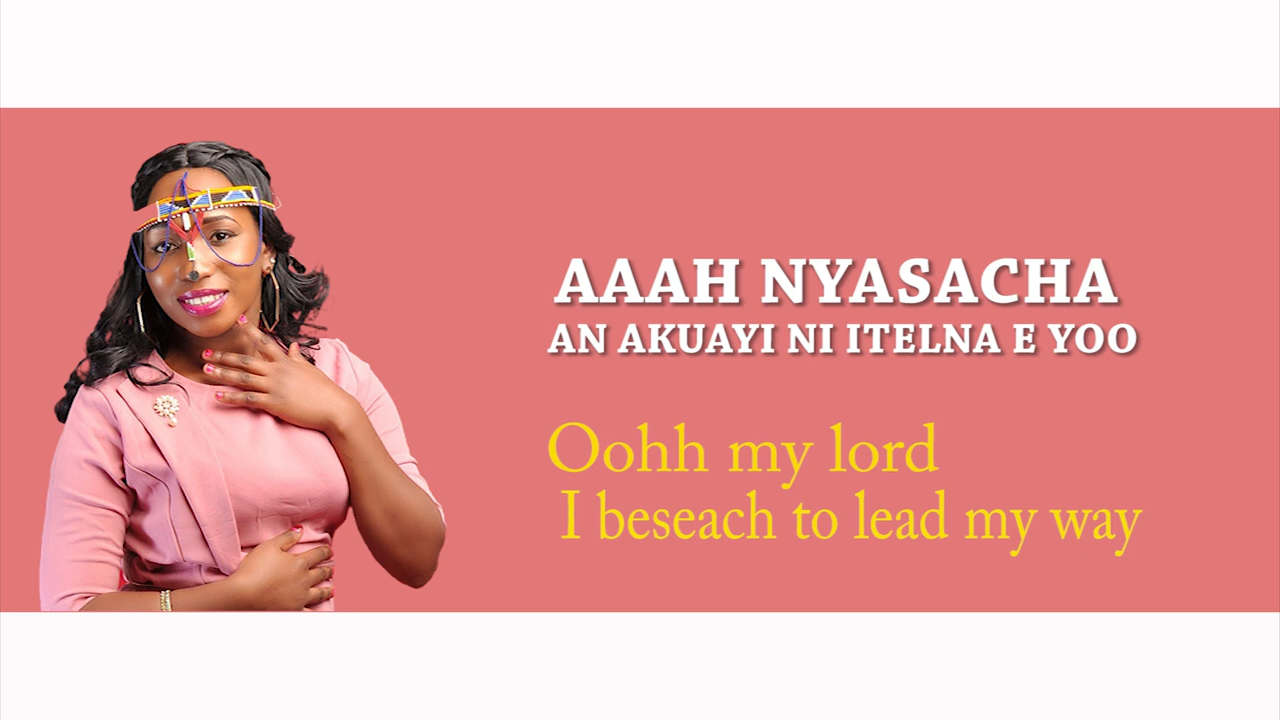 AAAH NYASACHA
AN AKUAYI NI ITELNA E YOO
Oohh my lord
I beseach to lead my way